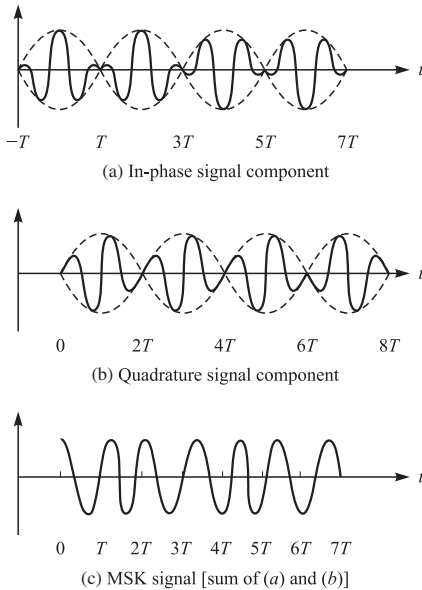 t
−T T 3T 5T 7T
(a) In-phase signal component
t
0 2T 4T 6T 8T
(b) Quadrature signal component
t
0 T 2T 3T 4T 5T 6T 7T
(c) MSK signal [sum of (a) and (b)]